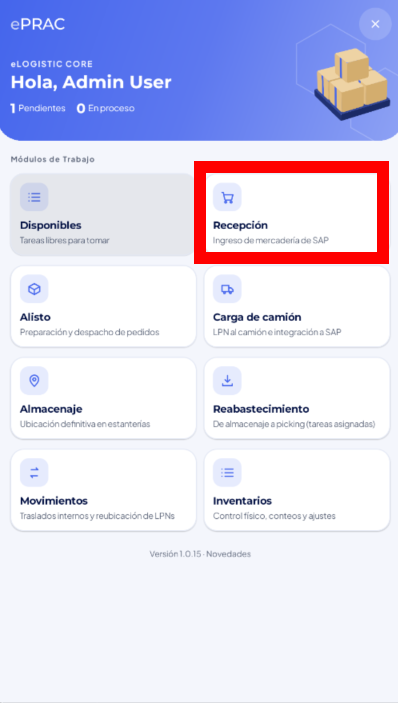 ePRAC
eLOGISTIC CORE
Hola, Admin User
1 Pendientes 0 En proceso
Módulos de Trabajo
Disponibles
Tareas libres para tomar
Recepción
Ingreso de mercadería de SAP
Alisto
Preparación y despacho de pedidos
Carga de camión
LPN al camión e integración a SAP
Almacenaje
Ubicación definitiva en estanterías
Reabastecimiento
De almacenaje a picking (tareas asignadas)
Movimientos
Traslados internos y reubicación de LPNs
Inventarios
Control físico, conteos y ajustes
Versión 1.0.15 · Novedades